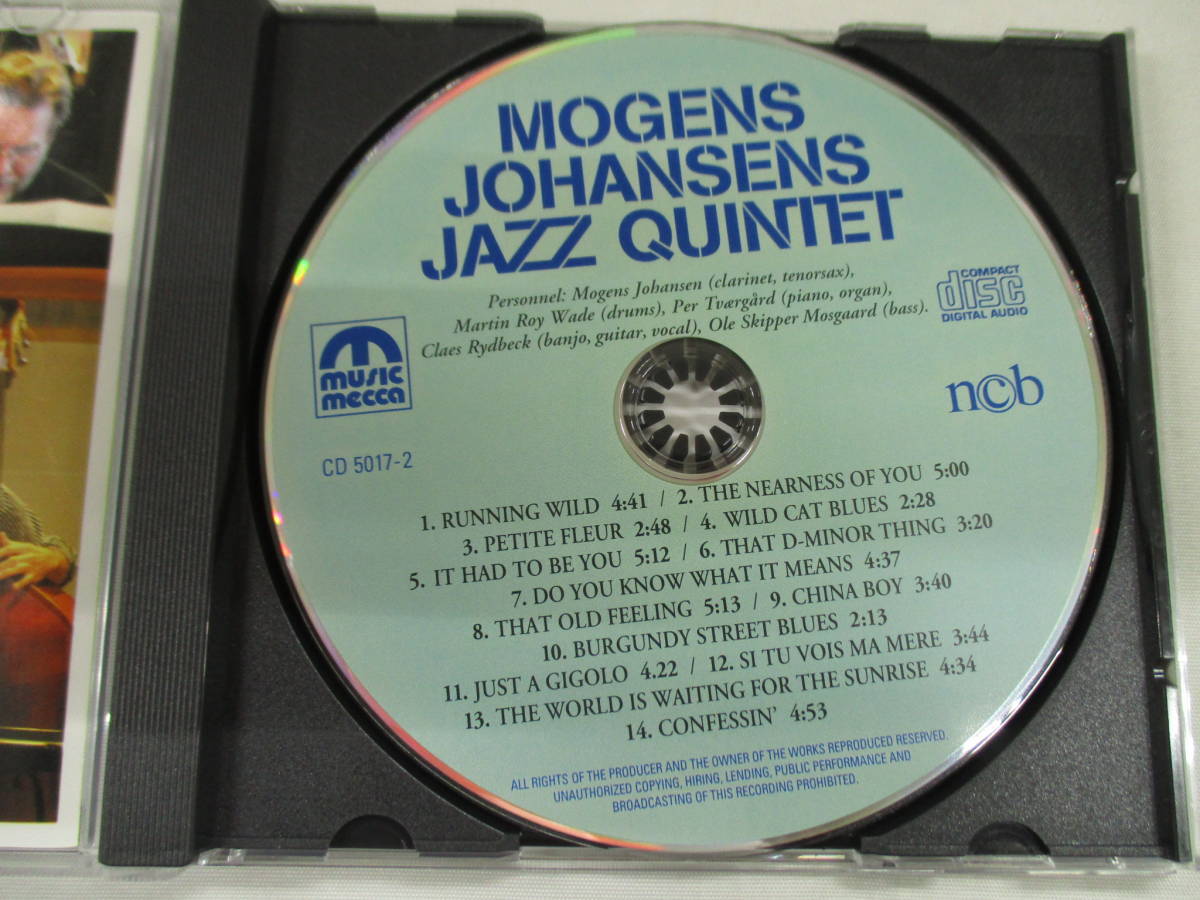 MOGENS
JOHANSENS
JAZZ QUINTET
Personnel: Mogens Johansen (clarinet, tenorsax),
Martin Roy Wade (drums), Per Tværgård (piano, organ),
Claes Rydbeck (banjo, guitar, vocal), Ole Skipper Mosgaard (bass).
COMPACT
disc
DIGITAL AUDIO
m
music
mecca
n©b
CD 5017-2
1. RUNNING WILD 4:41 / 2. THE NEARNESS OF YOU 5:00
3. PETITE FLEUR 2:48 / 4. WILD CAT BLUES 2:28
5. IT HAD TO BE YOU 5:12 / 6. THAT D-MINOR THING 3:20
7. DO YOU KNOW WHAT IT MEANS 4:37
8. THAT OLD FEELING 5:13 / 9. CHINA BOY 3:40
10. BURGUNDY STREET BLUES 2:13
11. JUST A GIGOLO 4.22 / 12. SI TU VOIS MA MERE 3:44
13. THE WORLD IS WAITING FOR THE SUNRISE 4:34
14. CONFESSIN' 4:53
ALL RIGHTS OF THE PRODUCER AND THE OWNER OF THE WORKS REPRODUCED RESERVED.
UNAUTHORIZED COPYING, HIRING, LENDING, PUBLIC PERFORMANCE AND
BROADCASTING OF THIS RECORDING PROHIBITED.